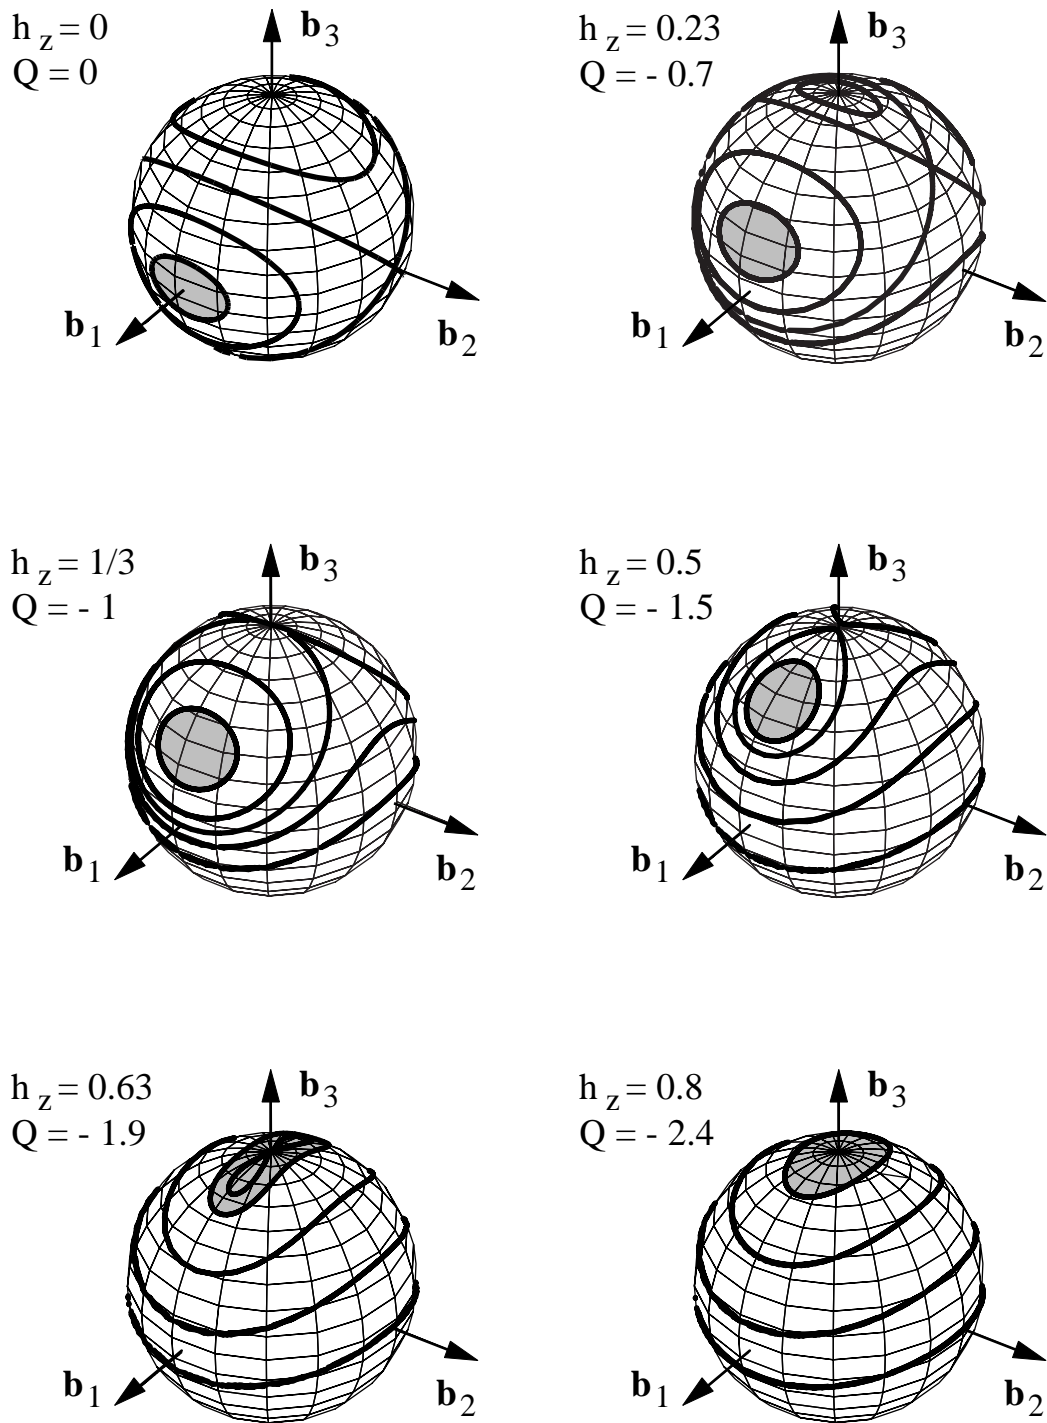 h z = 0
Q = 0
b3
b1
b2
h z = 0.23
Q = - 0.7
b3
b1
b2
h z = 1/3
Q = - 1
b3
b1
b2
h z = 0.5
Q = - 1.5
b3
b1
b2
h z = 0.63
Q = - 1.9
b3
b1
b2
h z = 0.8
Q = - 2.4
b3
b1
b2